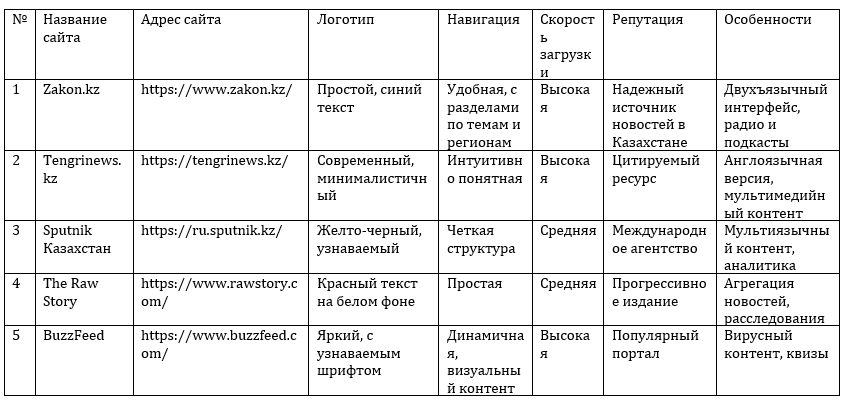 № Название сайта Адрес сайта Логотип Навигация Скорость загрузки Репутация Особенности
1 Zakon.kz https://www.zakon.kz/ Простой, синий текст Удобная, с разделами по темам и регионам Высокая Надежный источник новостей в Казахстане Двухъязычный интерфейс, радио и подкасты
2 Tengrinews.kz https://tengrinews.kz/ Современный, минималистичный Интуитивно понятная Высокая Цитируемый ресурс Англоязычная версия, мультимедийный контент
3 Sputnik Казахстан https://ru.sputnik.kz/ Желто-черный, узнаваемый Четкая структура Средняя Международное агентство Мультиязычный контент, аналитика
4 The Raw Story https://www.rawstory.com/ Красный текст на белом фоне Простая Средняя Прогрессивное издание Агрегация новостей, расследования
5 BuzzFeed https://www.buzzfeed.com/ Яркий, с узнаваемым шрифтом Динамичная, визуальный контент Высокая Популярный портал Вирусный контент, квизы